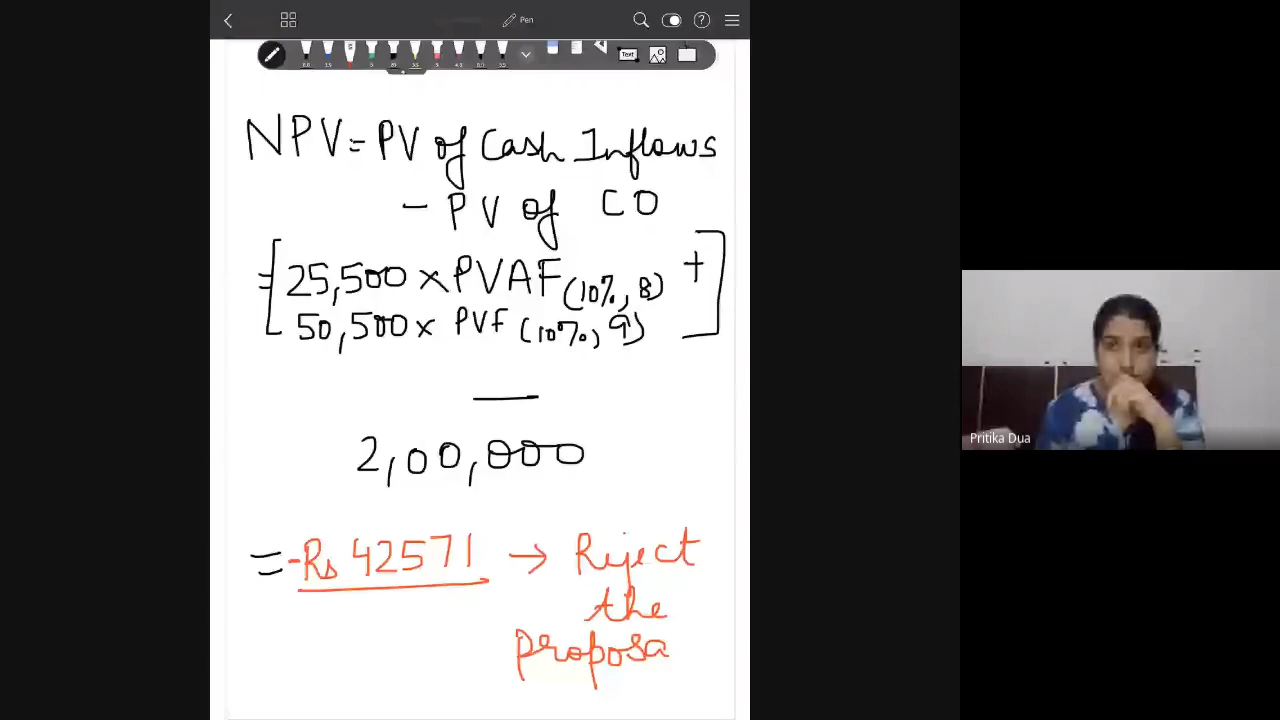 Pen
Text
NPV = PV of Cash Inflows
- PV of CO
= [25,500 × PVAF (10%, 8) +
50,500 × PVF (10%, 9)]
—
2,00,000
= -Rs 42571 → Reject
the
proposa
Pritika Dua